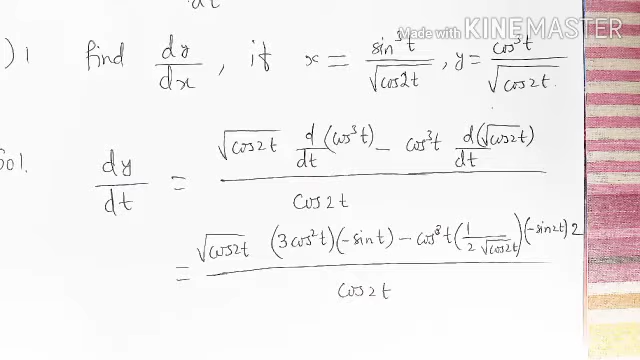 dt
Made with KINEMASTER
) 1 find dy/dx, if x = sin³t/√cos2t, y = cos³t/√cos2t.
Sol. dy/dt = (√cos2t d/dt (cos³t) − cos³t d/dt (√cos2t))/cos2t
= (√cos2t (3cos²t)(−sint) − cos³t (1/(2√cos2t))(−sin2t)2)/cos2t